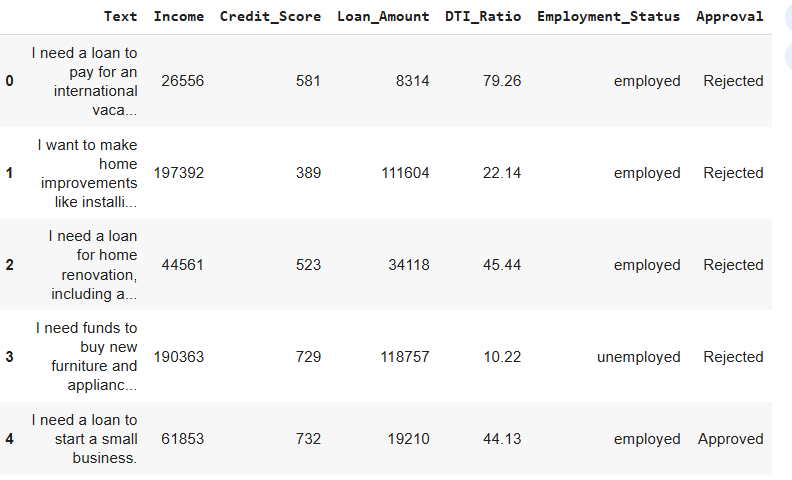 Text Income Credit_Score Loan_Amount DTI_Ratio Employment_Status Approval
I need a loan to
pay for an
0 26556 581 8314 79.26 employed Rejected
international
vaca...
I want to make
home
1 197392 389 111604 22.14 employed Rejected
improvements
like installi...
I need a loan
for home
2 44561 523 34118 45.44 employed Rejected
renovation,
including a...
I need funds to
buy new
3 190363 729 118757 10.22 unemployed Rejected
furniture and
applianc...
I need a loan to
4 start a small 61853 732 19210 44.13 employed Approved
business.